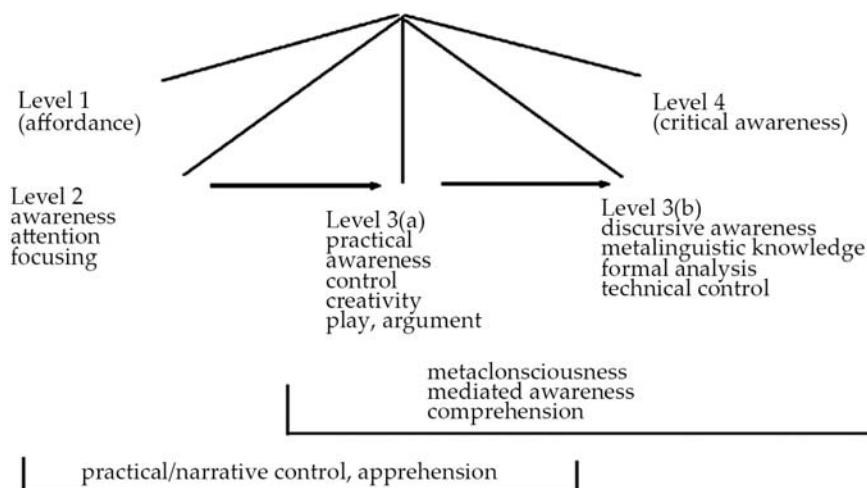 Level 1
(affordance)
Level 4
(critical awareness)
Level 2
awareness
attention
focusing
Level 3(a)
practical
awareness
control
creativity
play, argument
Level 3(b)
discursive awareness
metalinguistic knowledge
formal analysis
technical control
metaclonsciousness
mediated awareness
comprehension
practical/narrative control, apprehension